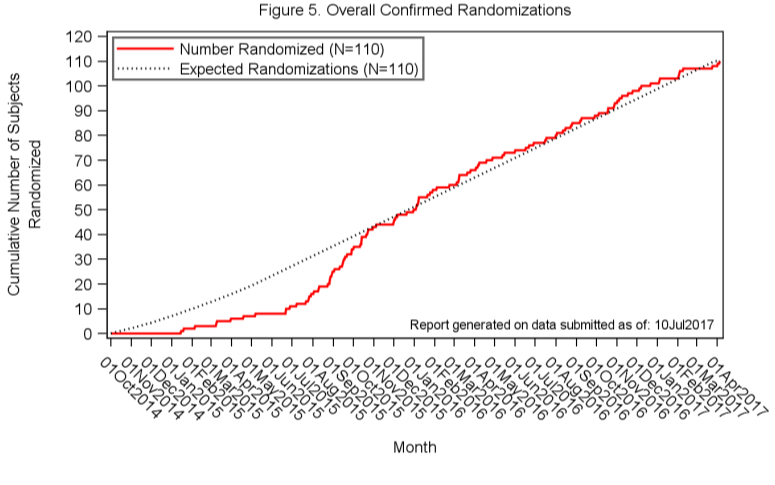 Figure 5. Overall Confirmed Randomizations
Cumulative Number of Subjects
Randomized
120
110
100
90
80
70
60
50
40
30
20
10
0
Number Randomized (N=110)
Expected Randomizations (N=110)
Report generated on data submitted as of: 10Jul2017
01Oct2014
01Nov2014
01Dec2014
01Jan2015
01Feb2015
01Mar2015
01Apr2015
01May2015
01Jun2015
01Jul2015
01Aug2015
01Sep2015
01Oct2015
01Nov2015
01Dec2015
01Jan2016
01Feb2016
01Mar2016
01Apr2016
01May2016
01Jun2016
01Jul2016
01Aug2016
01Sep2016
01Oct2016
01Nov2016
01Dec2016
01Jan2017
01Feb2017
01Mar2017
01Apr2017
Month